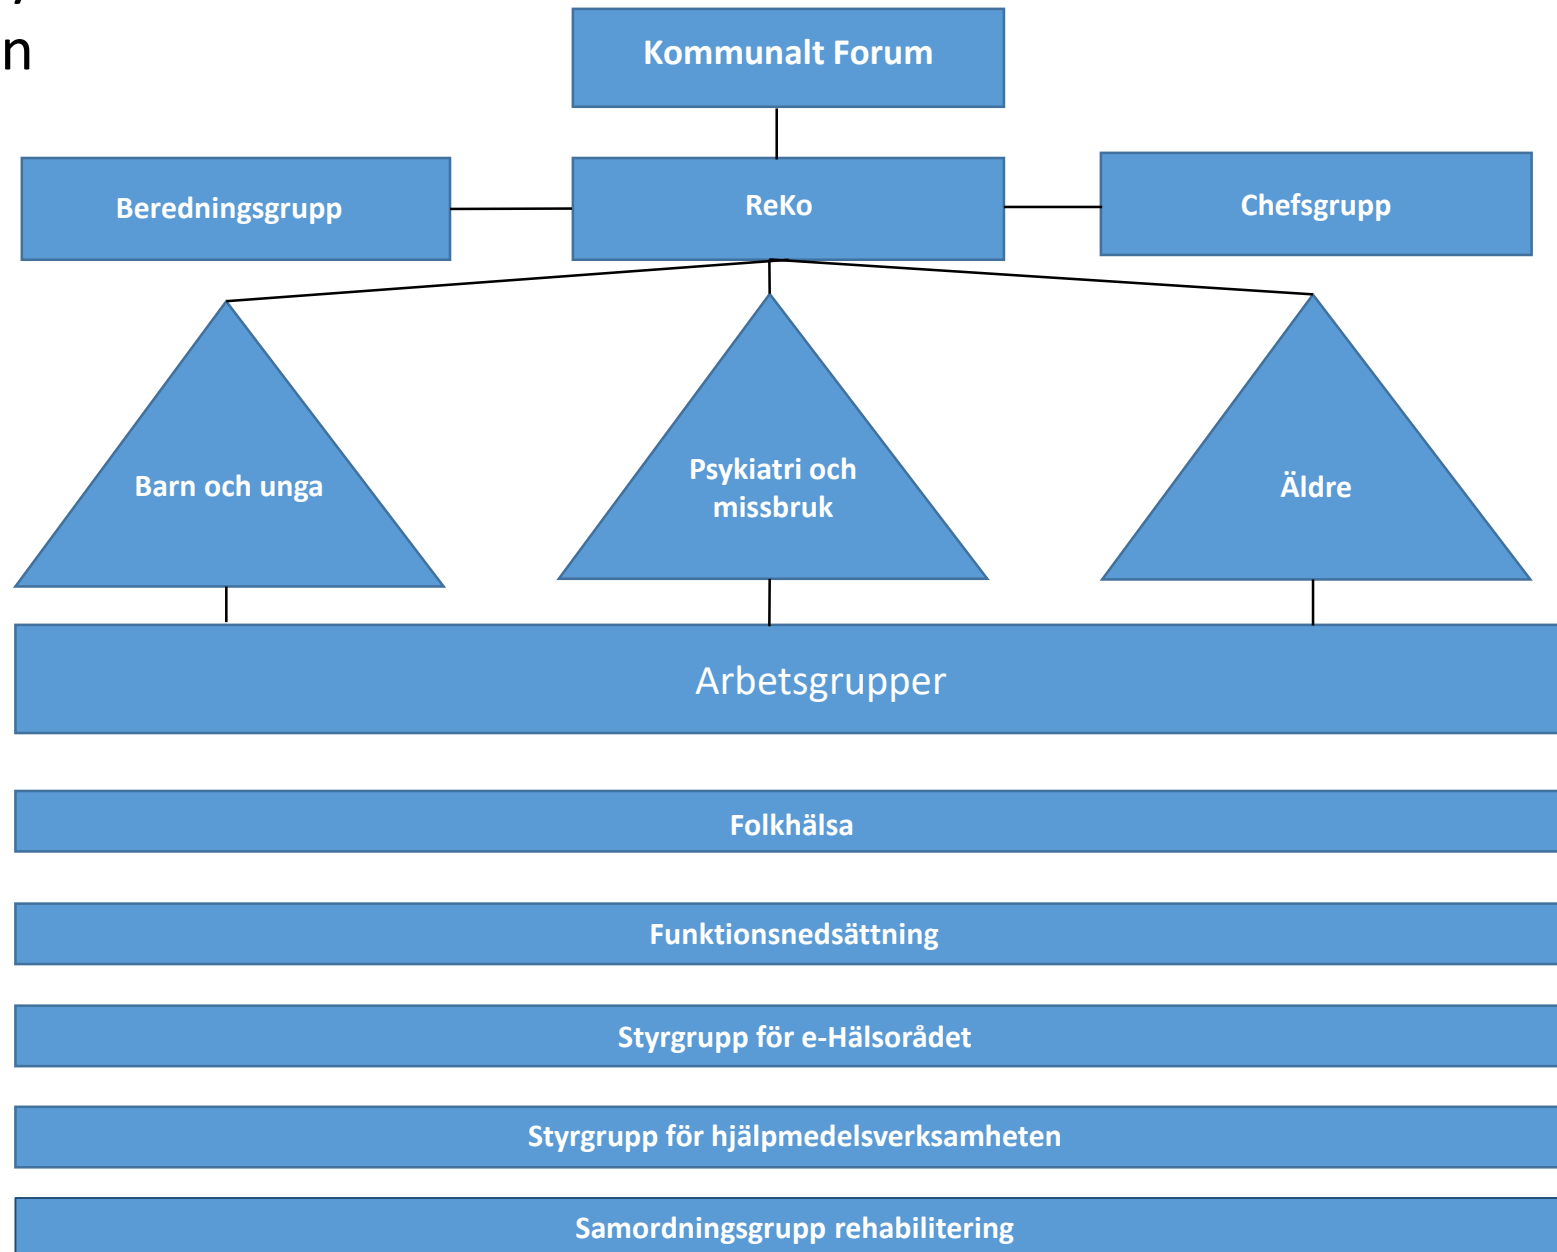 n
Kommunalt Forum
Beredningsgrupp
ReKo
Chefsgrupp
Barn och unga
Psykiatri och
missbruk
Äldre
Arbetsgrupper
Folkhälsa
Funktionsnedsättning
Styrgrupp för e-Hälsorådet
Styrgrupp för hjälpmedelsverksamheten
Samordningsgrupp rehabilitering